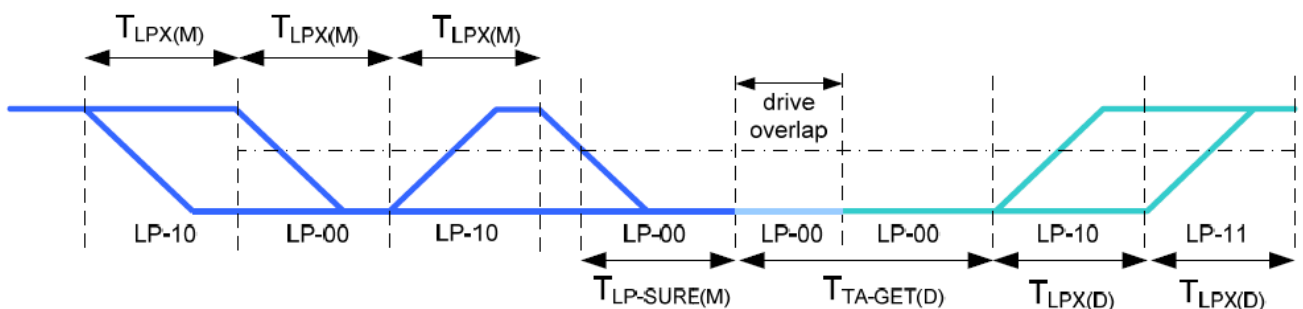 TLPX(M) TLPX(M) TLPX(M)
drive
overlap
LP-10 LP-00 LP-10 LP-00 LP-00 LP-00 LP-10 LP-11
TLP-SURE(M) TTA-GET(D) TLPX(D) TLPX(D)